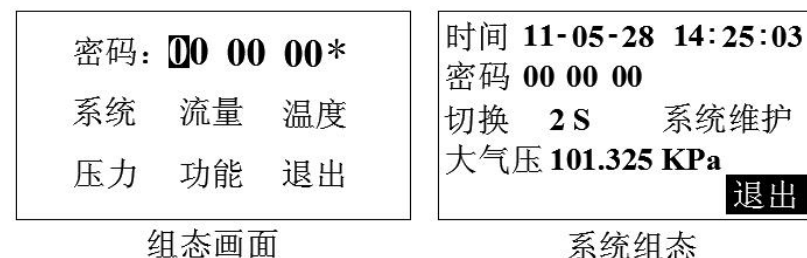 密码：00 00 00*
系统 流量 温度
压力 功能 退出
组态画面
时间 11-05-28 14:25:03
密码 00 00 00
切换 2 S 系统维护
大气压 101.325 KPa
退出
系统组态